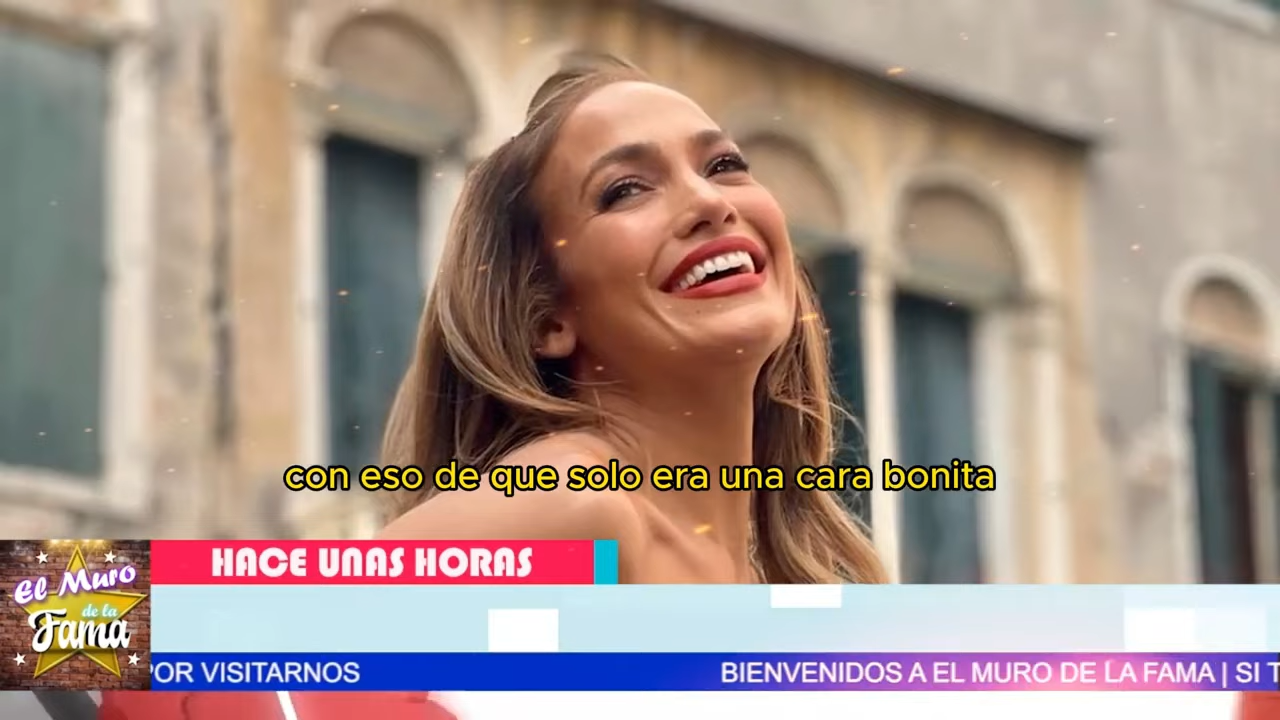 con eso de que solo era una cara bonita
HACE UNAS HORAS
El Muro
de la
Fama
POR VISITARNOS
BIENVENIDOS A EL MURO DE LA FAMA | SI T